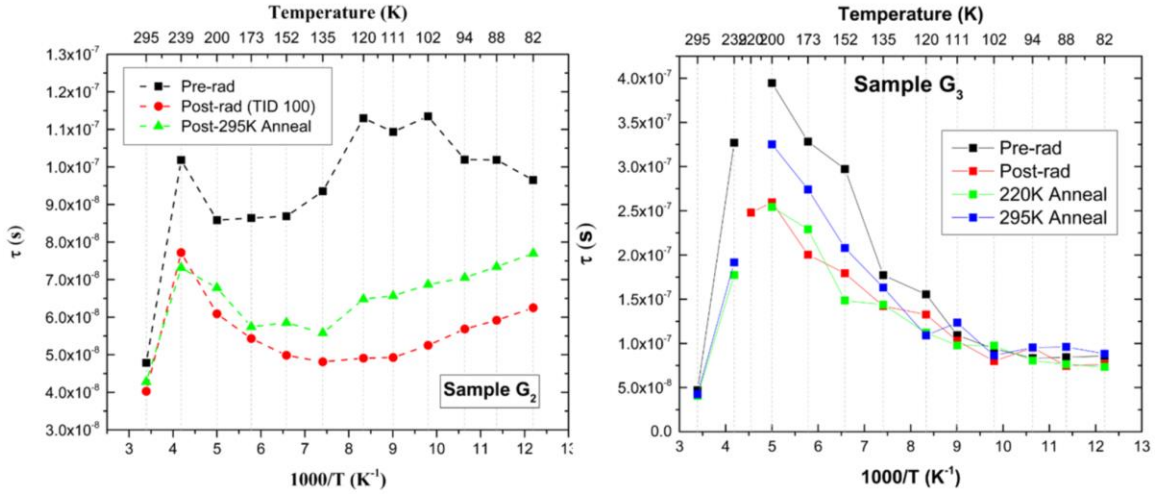 Temperature (K)
295 239 200 173 152 135 120 111 102 94 88 82
1.3x10⁻⁷
1.2x10⁻⁷
1.1x10⁻⁷
1.0x10⁻⁷
9.0x10⁻⁸
8.0x10⁻⁸
7.0x10⁻⁸
6.0x10⁻⁸
5.0x10⁻⁸
4.0x10⁻⁸
3.0x10⁻⁸
τ (s)
Pre-rad
Post-rad (TID 100)
Post-295K Anneal
Sample G₂
3 4 5 6 7 8 9 10 11 12 13
1000/T (K⁻¹)
Temperature (K)
295 239 220 200 173 152 135 120 111 102 94 88 82
4.0x10⁻⁷
3.5x10⁻⁷
3.0x10⁻⁷
2.5x10⁻⁷
2.0x10⁻⁷
1.5x10⁻⁷
1.0x10⁻⁷
5.0x10⁻⁸
0.0
τ (s)
Sample G₃
Pre-rad
Post-rad
220K Anneal
295K Anneal
3 4 5 6 7 8 9 10 11 12 13
1000/T (K⁻¹)